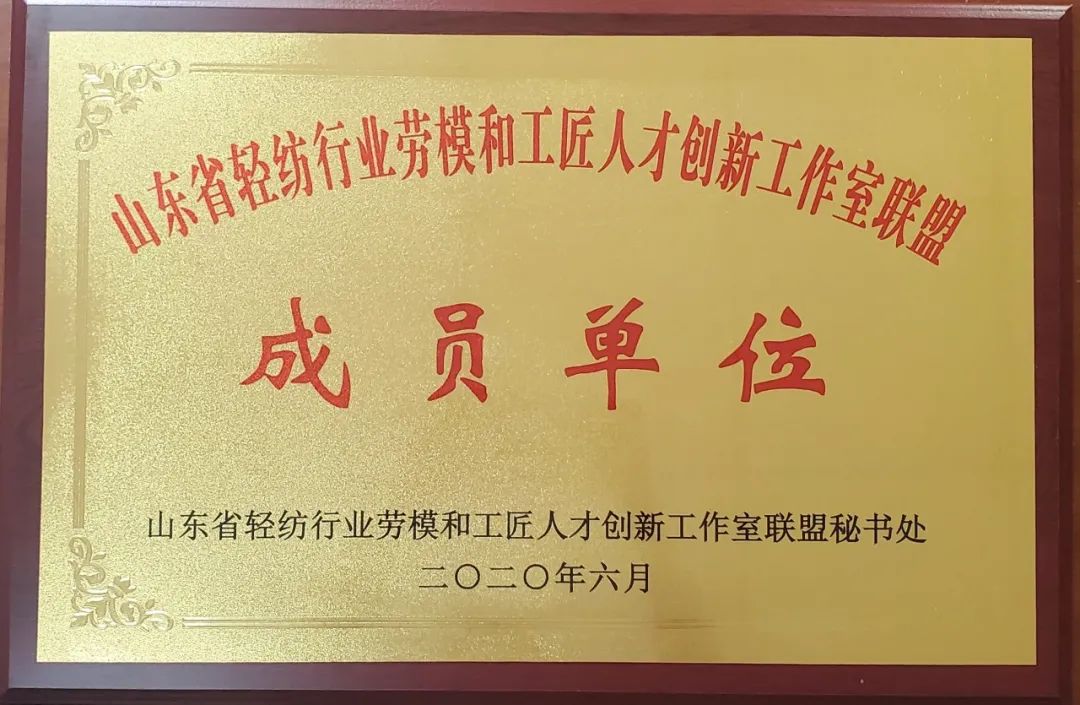 山东省轻纺行业劳模和工匠人才创新工作室联盟
成员单位
山东省轻纺行业劳模和工匠人才创新工作室联盟秘书处
二〇二〇年六月